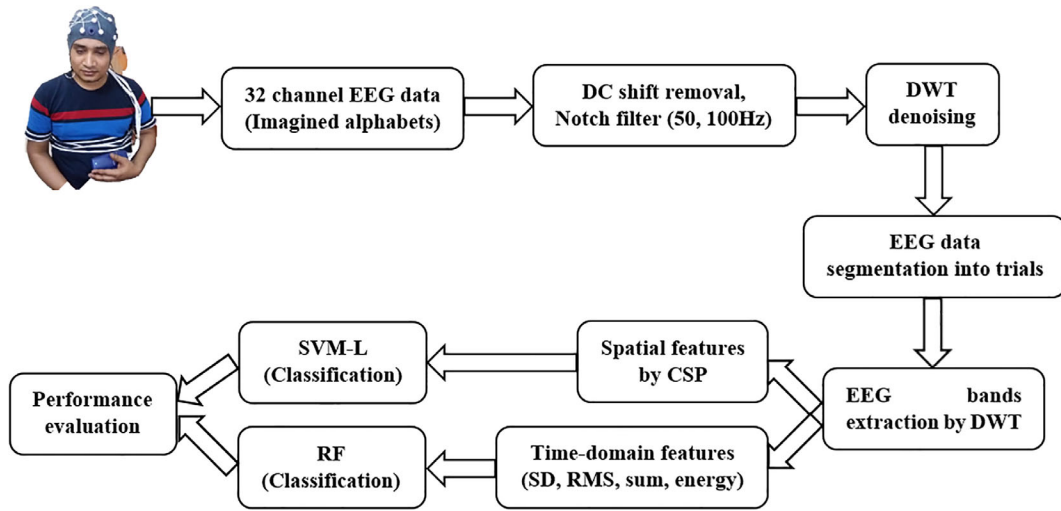 32 channel EEG data
(Imagined alphabets)
DC shift removal,
Notch filter (50, 100Hz)
DWT
denoising
EEG data
segmentation into trials
EEG bands
extraction by DWT
Spatial features
by CSP
SVM-L
(Classification)
Time-domain features
(SD, RMS, sum, energy)
RF
(Classification)
Performance
evaluation